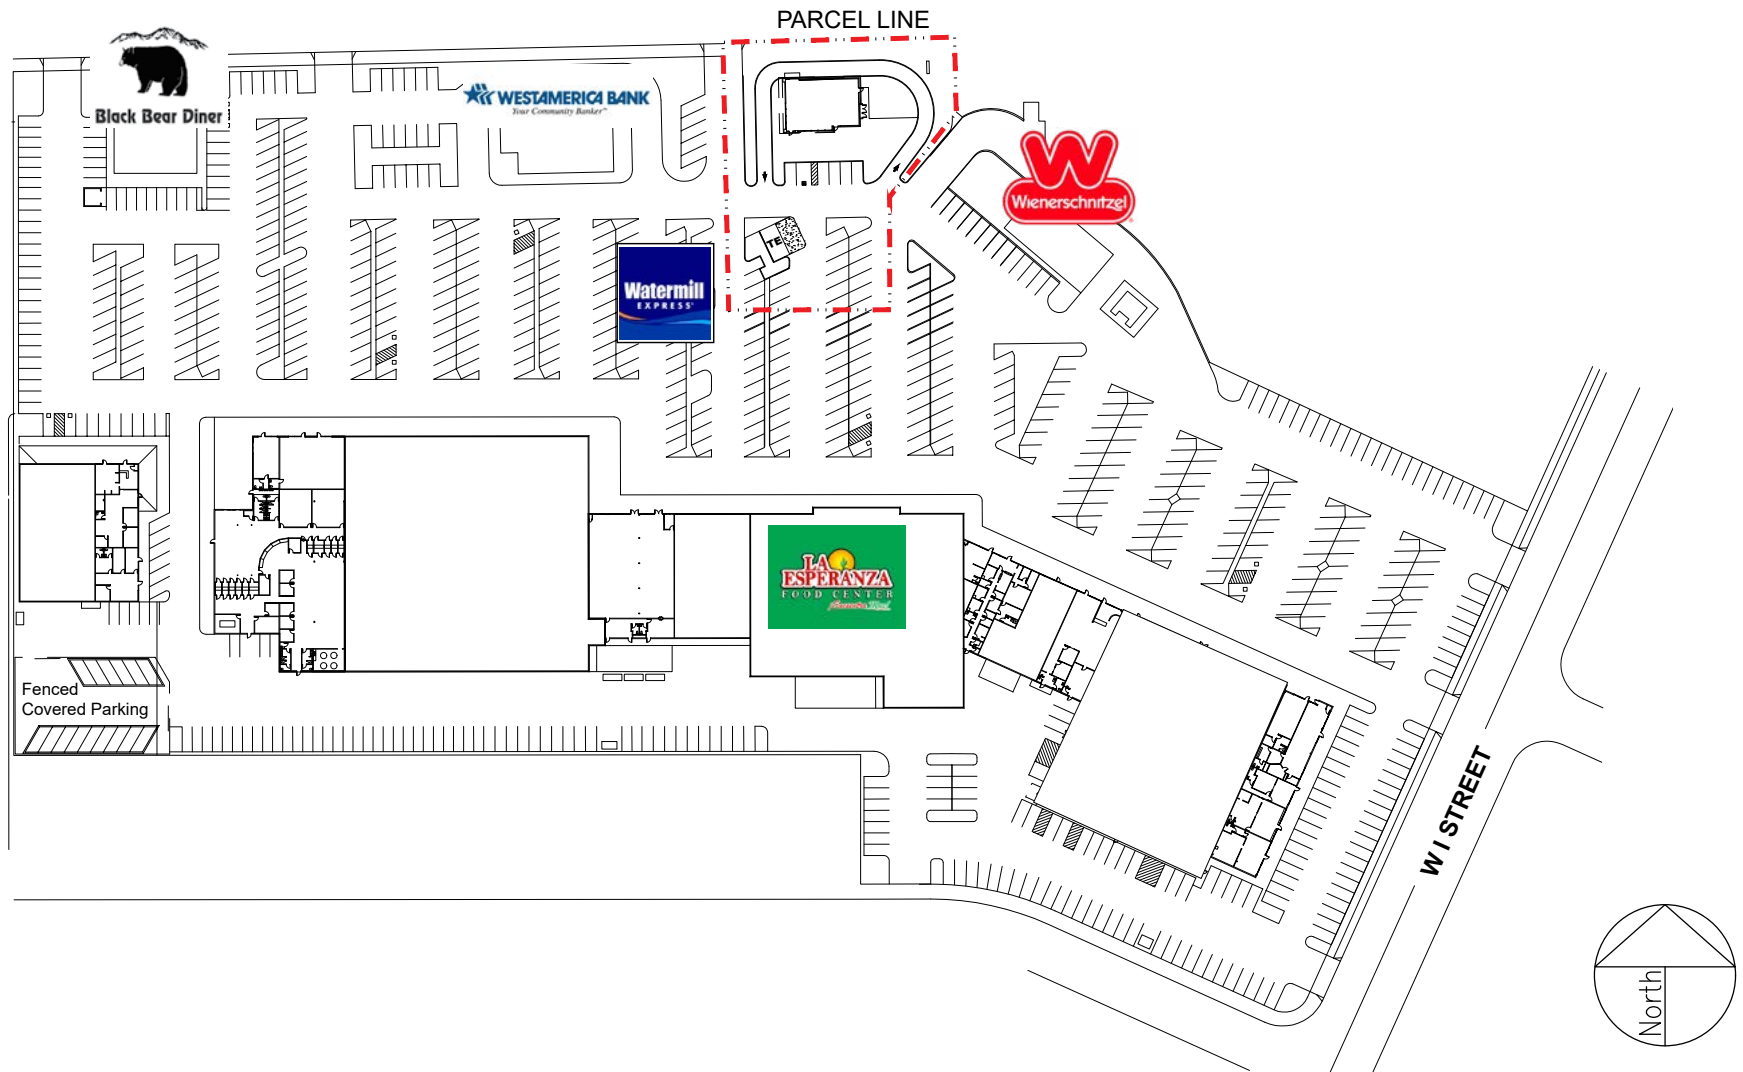 PARCEL LINE
Black Bear Diner
WESTAMERICA BANK
Your Community Banker™
W
Wienerschnitzel
TE
Watermill
EXPRESS
LA
ESPERANZA
FOOD CENTER
Fenced
Covered Parking
W I STREET
North